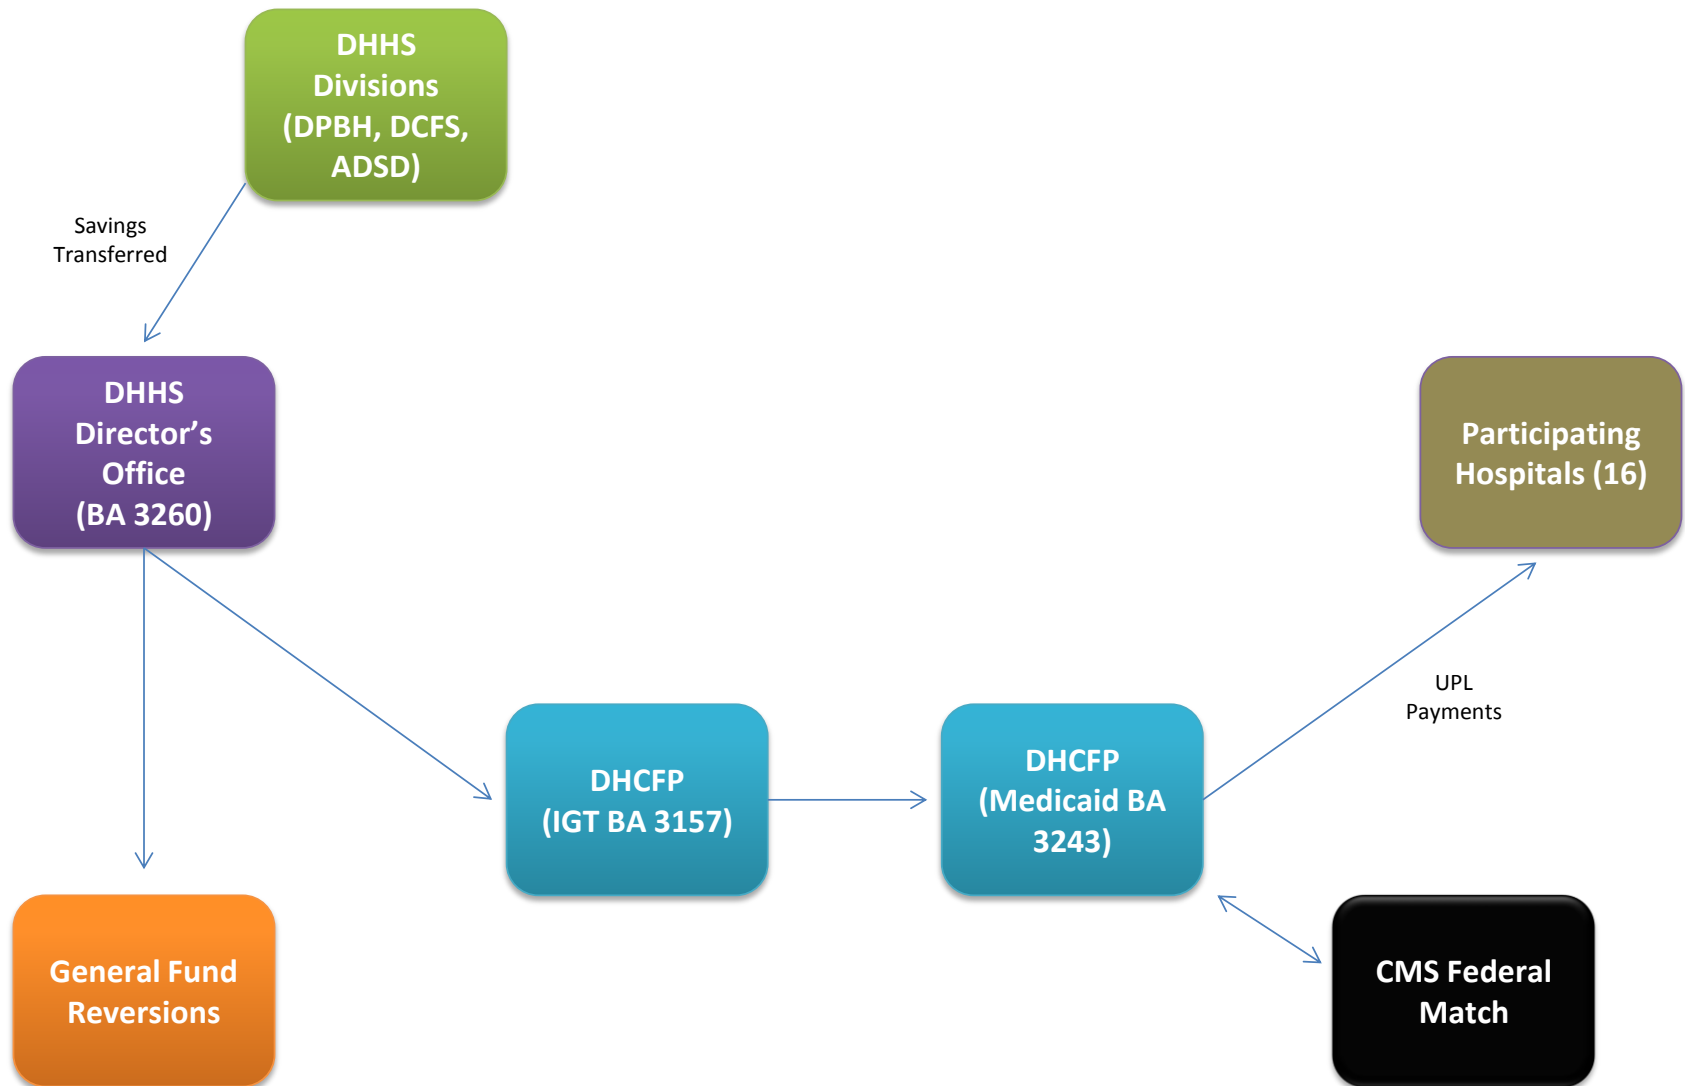 DHHS
Divisions
(DPBH, DCFS,
ADSD)
Savings
Transferred
DHHS
Director’s
Office
(BA 3260)
Participating
Hospitals (16)
UPL
Payments
DHCFP
(IGT BA 3157)
DHCFP
(Medicaid BA
3243)
General Fund
Reversions
CMS Federal
Match